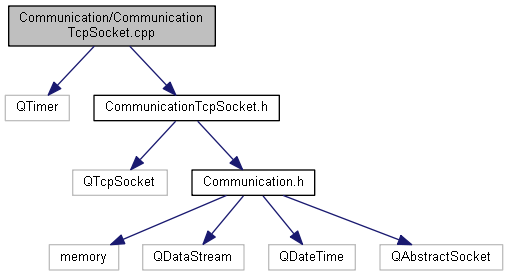 Communication/Communication
TcpSocket.cpp
QTimer
CommunicationTcpSocket.h
QTcpSocket
Communication.h
memory
QDataStream
QDateTime
QAbstractSocket